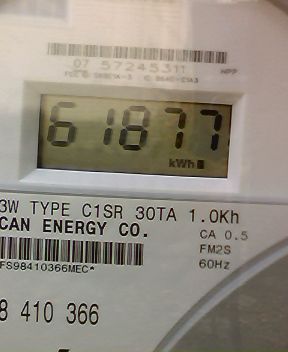 07 5724531T
61877
kWh
3W TYPE C1SR 30TA 1.0Kh
CAN ENERGY CO.
CA 0.5
FM2S
60Hz
FS98410366MEC*
8 410 366